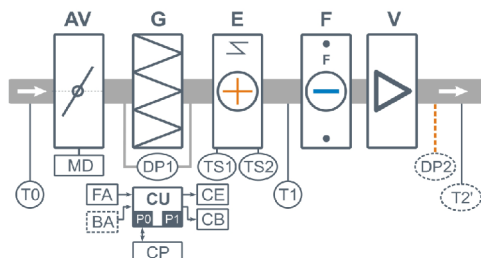 AV G E F V
F
MD DP1 TS1 TS2 DP2
T0 T1 T2'
FA CU CE
BA P0 P1 CB
CP